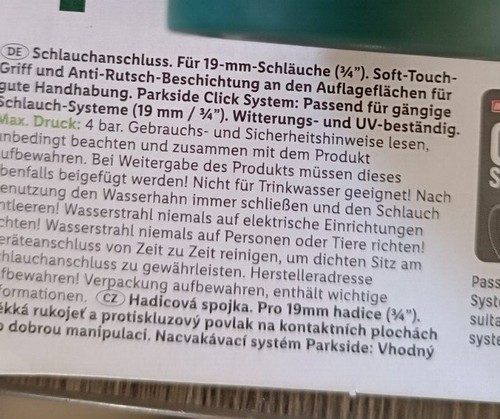 DE Schlauchanschluss. Für 19-mm-Schläuche (¾"). Soft-Touch-
Griff und Anti-Rutsch-Beschichtung an den Auflageflächen für
gute Handhabung. Parkside Click System: Passend für gängige
Schlauch-Systeme (19 mm / ¾"). Witterungs- und UV-beständig.
Max. Druck: 4 bar. Gebrauchs- und Sicherheitshinweise lesen,
unbedingt beachten und zusammen mit dem Produkt
aufbewahren. Bei Weitergabe des Produkts müssen dieses
ebenfalls beigefügt werden! Nicht für Trinkwasser geeignet! Nach
enutzung den Wasserhahn immer schließen und den Schlauch
ntleeren! Wasserstrahl niemals auf elektrische Einrichtungen
chten! Wasserstrahl niemals auf Personen oder Tiere richten!
eräteanschluss von Zeit zu Zeit reinigen, um dichten Sitz am
hlauchanschluss zu gewährleisten. Herstelleradresse
fbewahren! Verpackung aufbewahren, enthält wichtige
formationen. CZ Hadicová spojka. Pro 19mm hadice (¾").
ěkká rukojeť a protiskluzový povlak na kontaktních plochách
o dobrou manipulaci. Nacvakávací systém Parkside: Vhodný
Pass
Syst
suita
syste